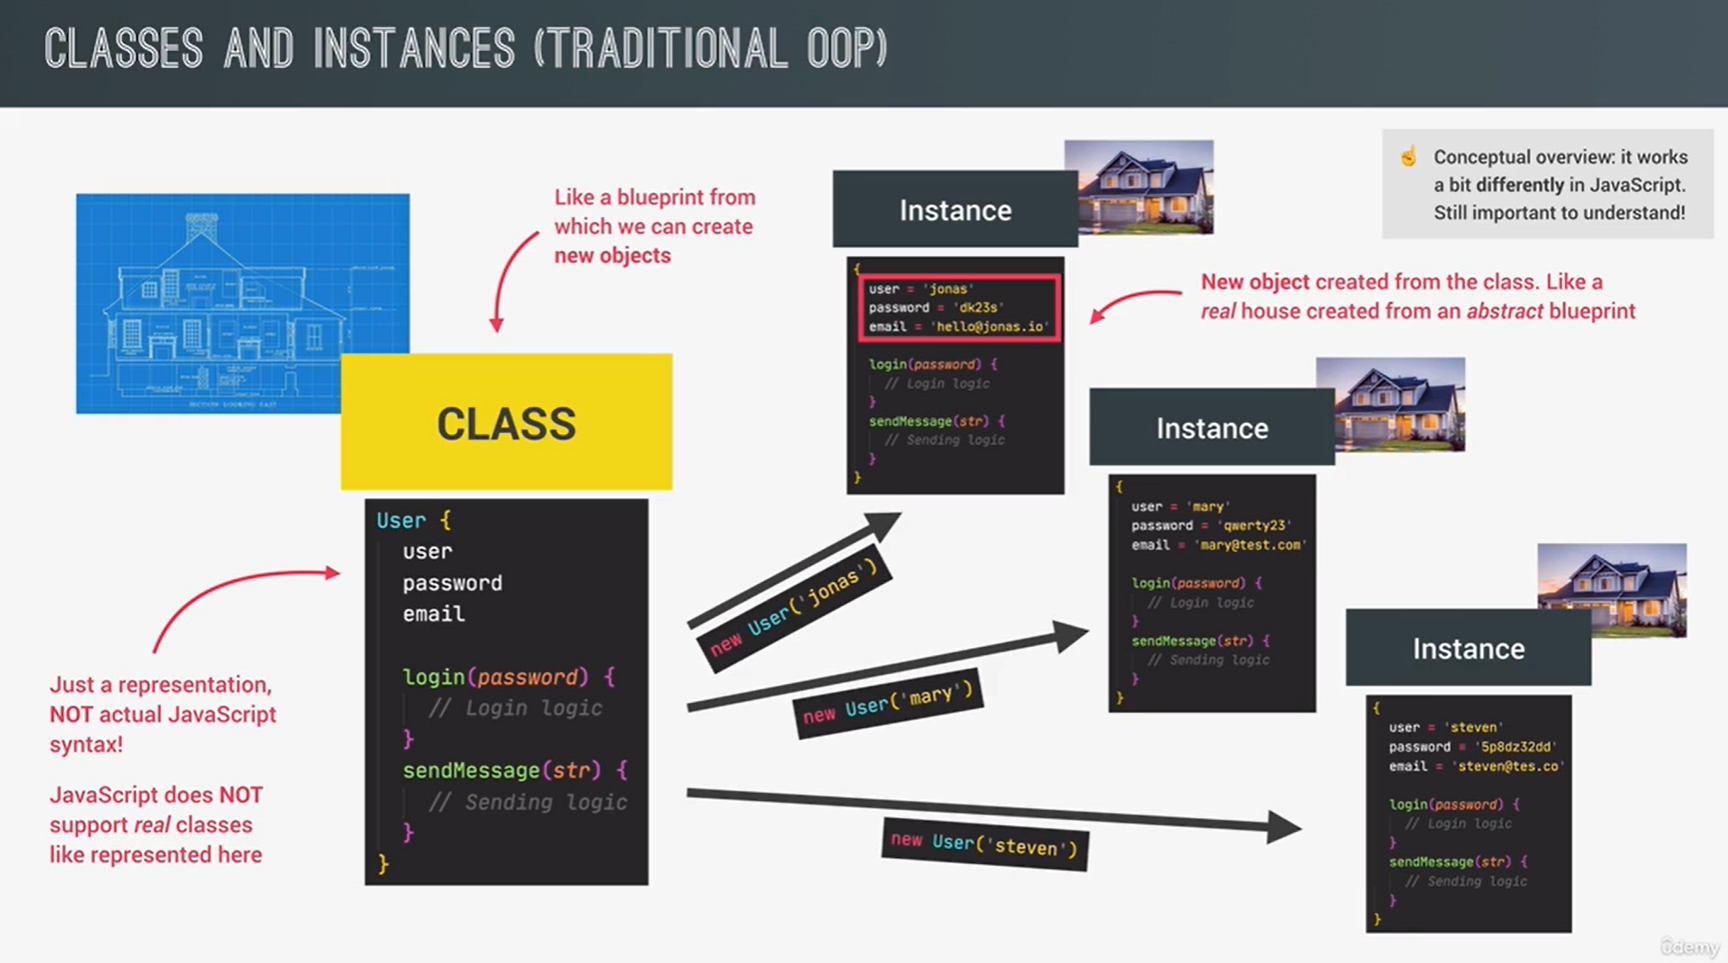 CLASSES AND INSTANCES (TRADITIONAL OOP)
Like a blueprint from
which we can create
new objects
CLASS
User {
user
password
email
login(password) {
// Login logic
}
sendMessage(str) {
// Sending logic
}
}
Just a representation,
NOT actual JavaScript
syntax!
JavaScript does NOT
support real classes
like represented here
SECTION LOOKING EAST
new User('jonas')
new User('mary')
new User('steven')
Instance
{
user = 'jonas'
password = 'dk23s'
email = 'hello@jonas.io'
login(password) {
// Login logic
}
sendMessage(str) {
// Sending logic
}
}
☝️ Conceptual overview: it works
a bit differently in JavaScript.
Still important to understand!
New object created from the class. Like a
real house created from an abstract blueprint
Instance
{
user = 'mary'
password = 'qwerty23'
email = 'mary@test.com'
login(password) {
// Login logic
}
sendMessage(str) {
// Sending logic
}
}
Instance
{
user = 'steven'
password = '5p8dz32dd'
email = 'steven@tes.co'
login(password) {
// Login logic
}
sendMessage(str) {
// Sending logic
}
}
ûdemy